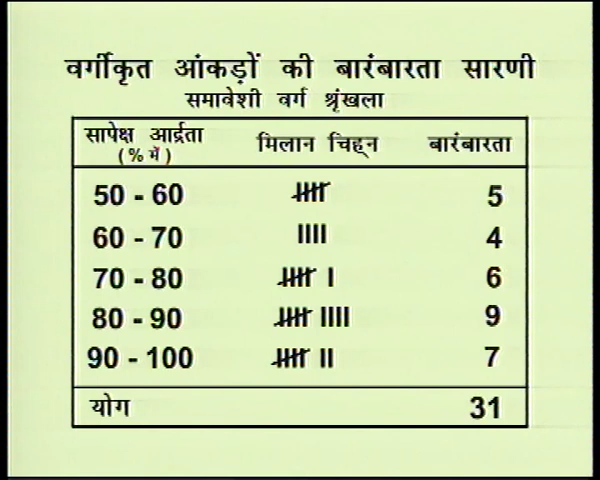 वर्गीकृत आंकड़ों की बारंबारता सारणी
समावेशी वर्ग श्रृंखला
सापेक्ष आर्द्रता मिलान चिह्न बारंबारता
(% में)
50 - 60 5
60 - 70 4
70 - 80 6
80 - 90 9
90 - 100 7
योग 31